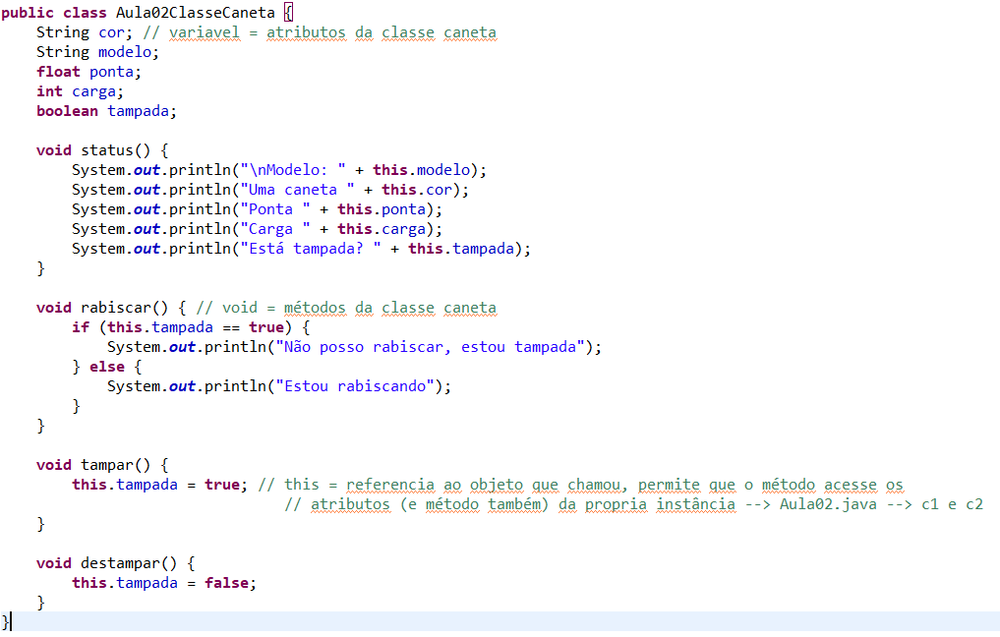 public class Aula02ClasseCaneta {
    String cor; // variavel = atributos da classe caneta
    String modelo;
    float ponta;
    int carga;
    boolean tampada;

    void status() {
        System.out.println("\nModelo: " + this.modelo);
        System.out.println("Uma caneta " + this.cor);
        System.out.println("Ponta " + this.ponta);
        System.out.println("Carga " + this.carga);
        System.out.println("Está tampada? " + this.tampada);
    }

    void rabiscar() { // void = métodos da classe caneta
        if (this.tampada == true) {
            System.out.println("Não posso rabiscar, estou tampada");
        } else {
            System.out.println("Estou rabiscando");
        }
    }

    void tampar() {
        this.tampada = true; // this = referencia ao objeto que chamou, permite que o método acesse os
                                // atributos (e método também) da propria instância --> Aula02.java --> c1 e c2
    }

    void destampar() {
        this.tampada = false;
    }
}